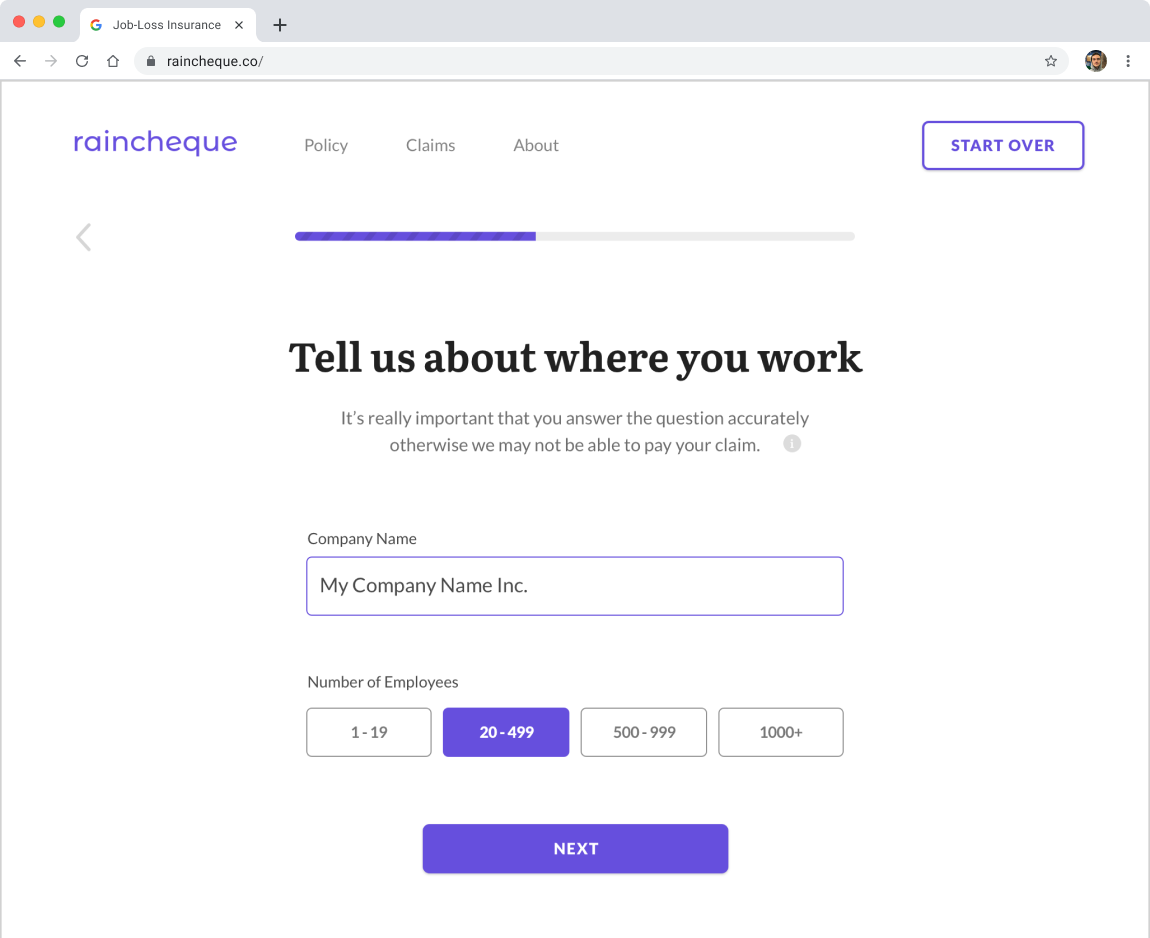 Job-Loss Insurance
raincheque.co/
raincheque
Policy
Claims
About
START OVER
Tell us about where you work
It’s really important that you answer the question accurately
otherwise we may not be able to pay your claim.
i
Company Name
My Company Name Inc.
Number of Employees
1 - 19
20 - 499
500 - 999
1000+
NEXT